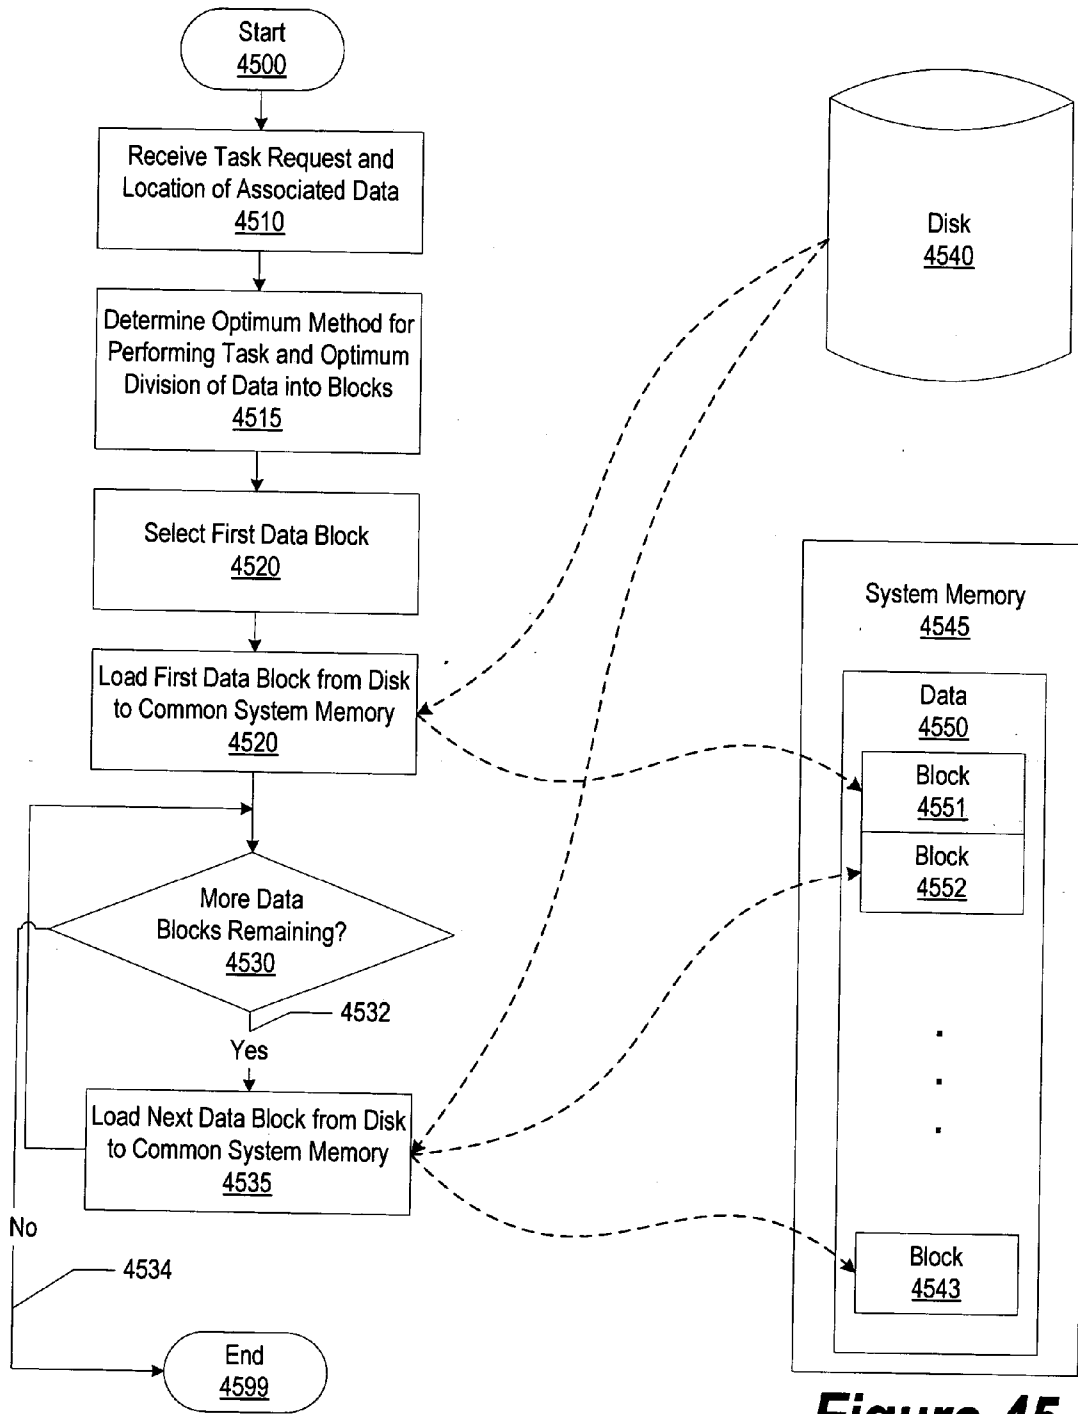 Start
4500
Receive Task Request and
Location of Associated Data
4510
Determine Optimum Method for
Performing Task and Optimum
Division of Data into Blocks
4515
Select First Data Block
4520
Load First Data Block from Disk
to Common System Memory
4520
More Data
Blocks Remaining?
4530
4532
Yes
Load Next Data Block from Disk
to Common System Memory
4535
No
4534
End
4599
Disk
4540
System Memory
4545
Data
4550
Block
4551
Block
4552
Block
4543
Figure 45